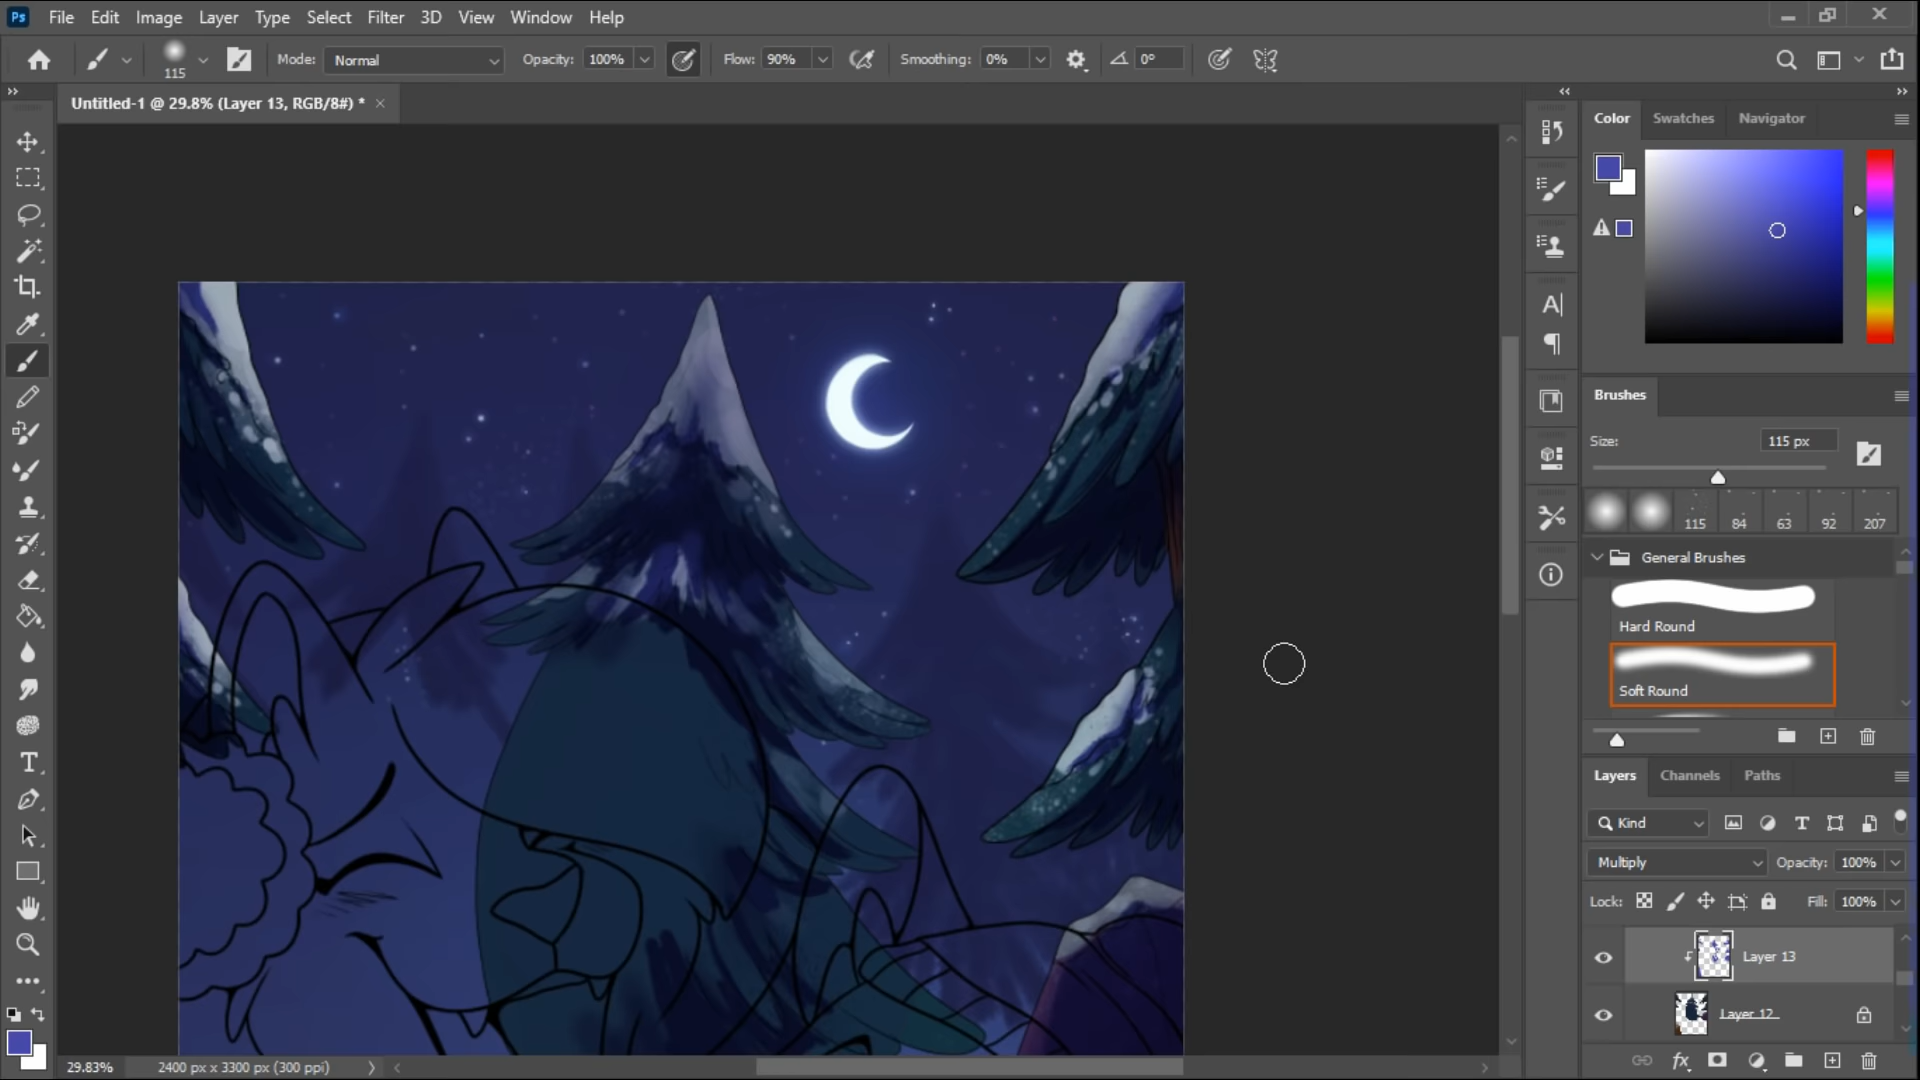 Ps File Edit Image Layer Type Select Filter 3D View Window Help
115 Mode: Normal Opacity: 100% Flow: 90% Smoothing: 0% 0°
Untitled-1 @ 29.8% (Layer 13, RGB/8#) *
Color Swatches Navigator
Brushes
Size: 115 px
115 84 63 92 207
General Brushes
Hard Round
Soft Round
Layers Channels Paths
Kind
Multiply Opacity: 100%
Lock: Fill: 100%
Layer 13
Layer 12
29.83% 2400 px x 3300 px (300 ppi)